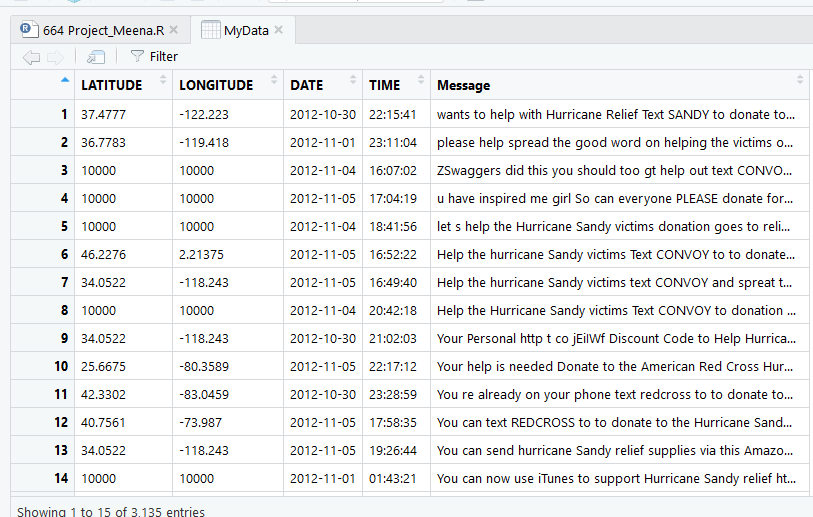 664 Project_Meena.R MyData
Filter
LATITUDE LONGITUDE DATE TIME Message
1 37.4777 -122.223 2012-10-30 22:15:41 wants to help with Hurricane Relief Text SANDY to donate to...
2 36.7783 -119.418 2012-11-01 23:11:04 please help spread the good word on helping the victims o...
3 10000 10000 2012-11-04 16:07:02 ZSwaggers did this you should too gt help out text CONVO...
4 10000 10000 2012-11-05 17:04:19 u have inspired me girl So can everyone PLEASE donate for...
5 10000 10000 2012-11-04 18:41:56 let s help the Hurricane Sandy victims donation goes to reli...
6 46.2276 2.21375 2012-11-05 16:52:22 Help the hurricane Sandy victims Text CONVOY to to donate...
7 34.0522 -118.243 2012-11-05 16:49:40 Help the hurricane Sandy victims text CONVOY and spreat t...
8 10000 10000 2012-11-04 20:42:18 Help the Hurricane Sandy victims Text CONVOY to donation ...
9 34.0522 -118.243 2012-10-30 21:02:03 Your Personal http t co jEiIWf Discount Code to Help Hurrica...
10 25.6675 -80.3589 2012-11-05 22:17:12 Your help is needed Donate to the American Red Cross Hur...
11 42.3302 -83.0459 2012-10-30 23:28:59 You re already on your phone text redcross to to donate to...
12 40.7561 -73.987 2012-11-05 17:58:35 You can text REDCROSS to to donate to the Hurricane Sand...
13 34.0522 -118.243 2012-11-05 19:26:44 You can send hurricane Sandy relief supplies via this Amazo...
14 10000 10000 2012-11-01 01:43:21 You can now use iTunes to support Hurricane Sandy relief ht...
Showing 1 to 15 of 3,135 entries